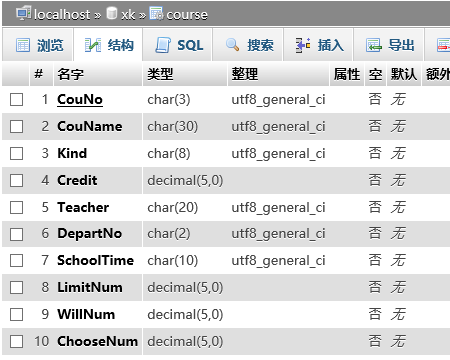 localhost » xk » course
浏览 结构 SQL 搜索 插入 导出
# 名字 类型 整理 属性 空 默认 额外
1 CouNo char(3) utf8_general_ci 否 无
2 CouName char(30) utf8_general_ci 否 无
3 Kind char(8) utf8_general_ci 否 无
4 Credit decimal(5,0) 否 无
5 Teacher char(20) utf8_general_ci 否 无
6 DepartNo char(2) utf8_general_ci 否 无
7 SchoolTime char(10) utf8_general_ci 否 无
8 LimitNum decimal(5,0) 否 无
9 WillNum decimal(5,0) 否 无
10 ChooseNum decimal(5,0) 否 无